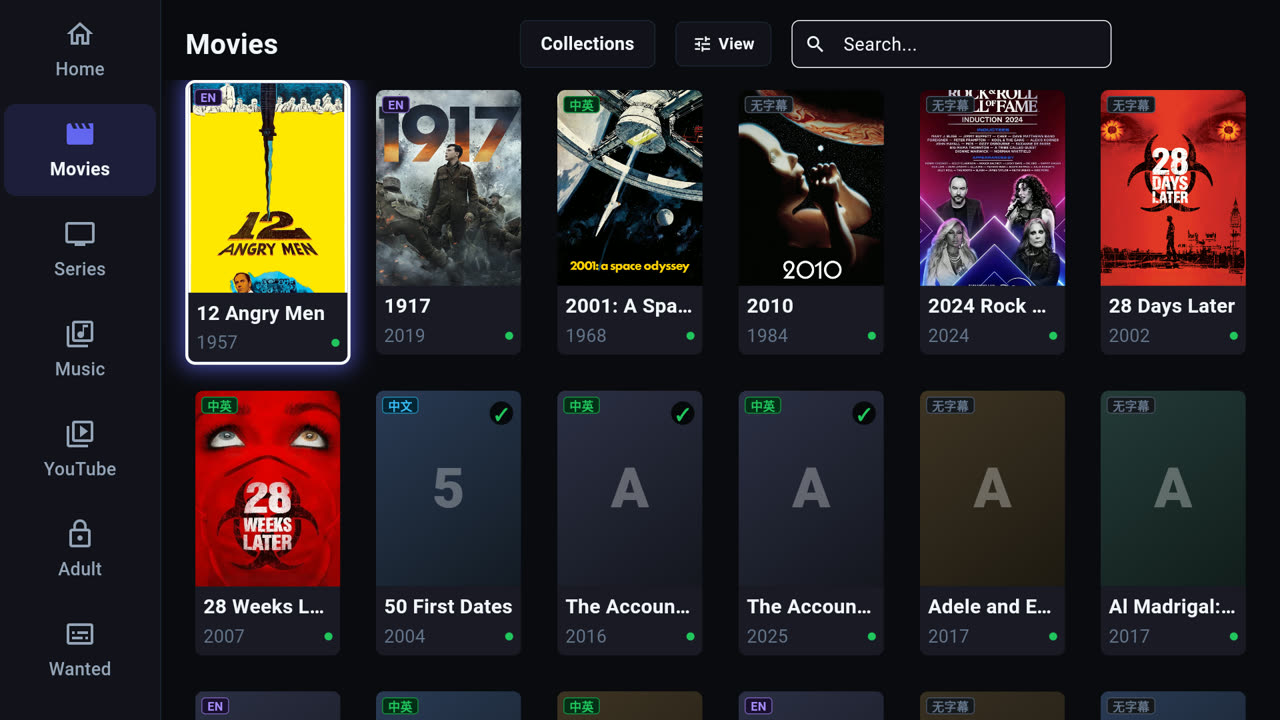 Home
Movies
Series
Music
YouTube
Adult
Wanted
Movies
Collections
View
Search...
EN
12
ANGRY MEN
12 Angry Men
1957
EN
1917
1917
2019
中英
2001: a space odyssey
2001: A Spa...
1968
无字幕
2010
2010
1984
无字幕
ROCK & ROLL
HALL OF FAME
INDUCTION 2024
2024 Rock ...
2024
无字幕
28
DAYS
LATER
28 Days Later
2002
中英
28
WEEKS
LATER
28 Weeks L...
2007
中文
5
50 First Dates
2004
中英
A
The Accoun...
2016
中英
A
The Accoun...
2025
无字幕
A
Adele and E...
2017
无字幕
A
Al Madrigal:...
2017
EN
中英
中英
EN
无字幕
无字幕